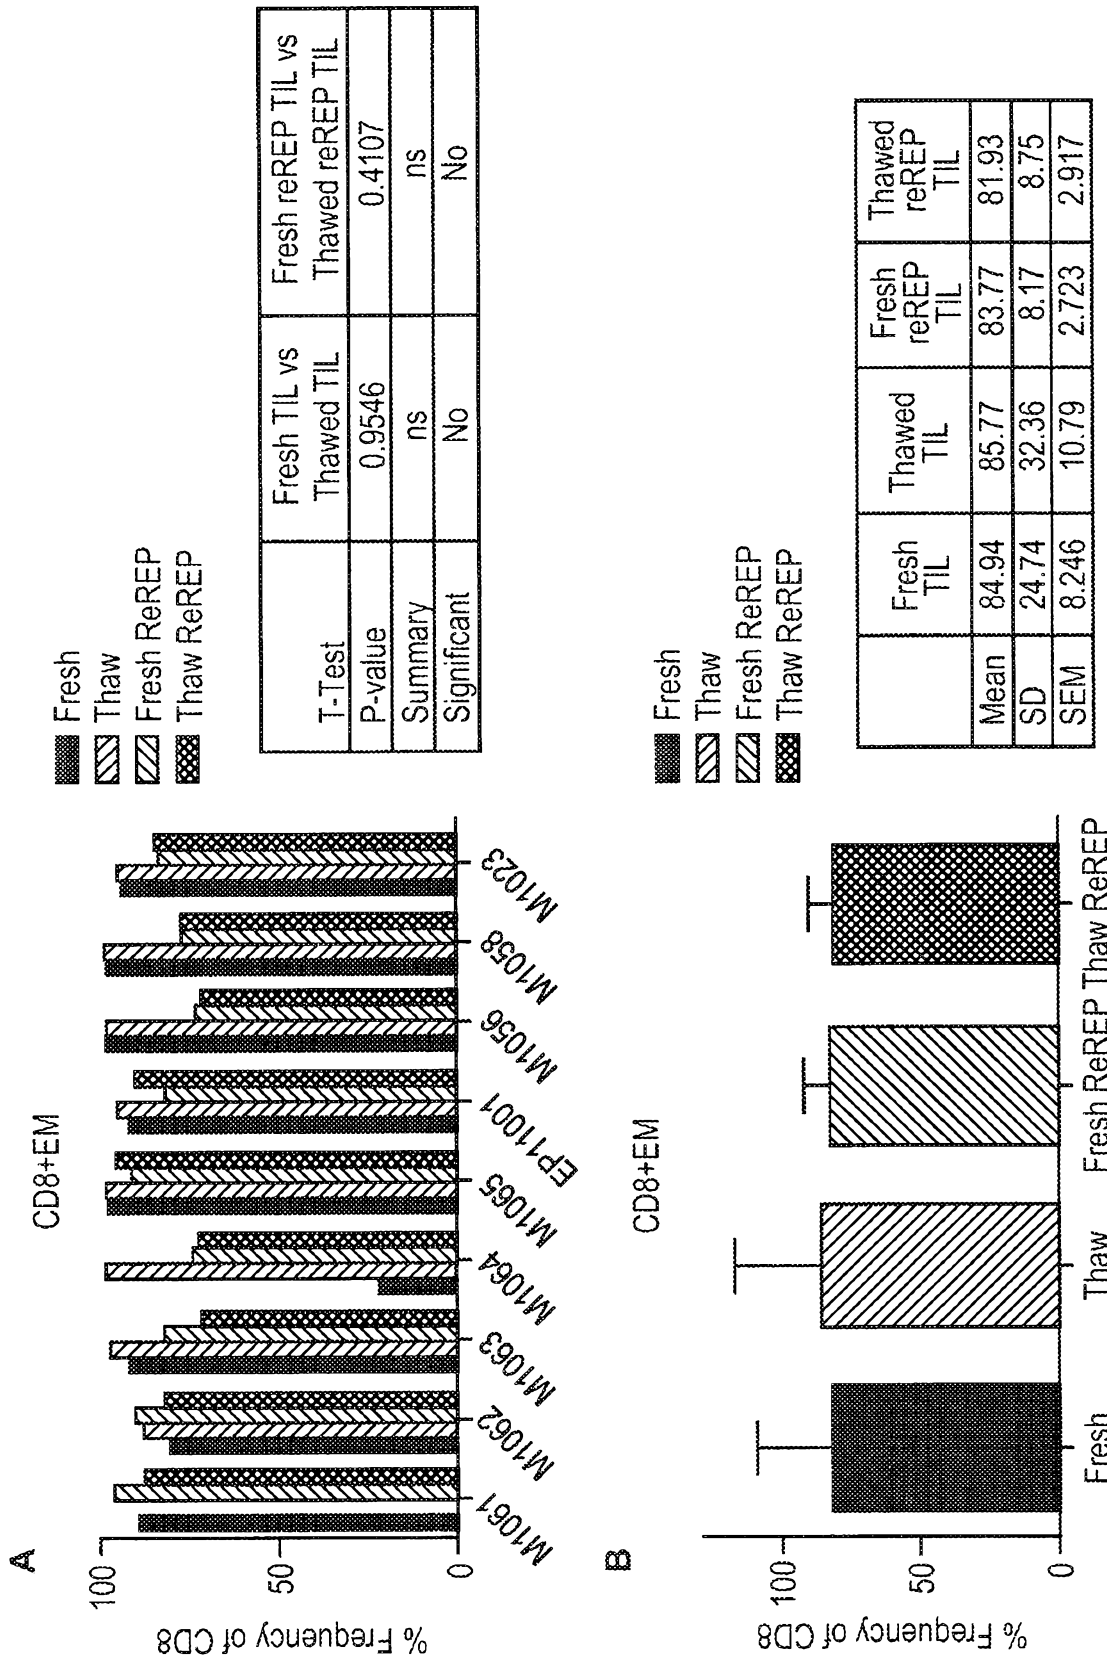 A
CD8+EM
% Frequency of CD8
100
50
0
M1061
M1062
M1063
M1064
M1065
EP11001
M1056
M1058
M1023
Fresh
Thaw
Fresh ReREP
Thaw ReREP
T-Test
Fresh TIL vs Thawed TIL
Fresh reREP TIL vs Thawed reREP TIL
P-value 0.9546 0.4107
Summary ns ns
Significant No No
B
CD8+EM
% Frequency of CD8
100
50
0
Fresh Thaw Fresh ReREP Thaw ReREP
Fresh
Thaw
Fresh ReREP
Thaw ReREP
Fresh TIL
Thawed TIL
Fresh reREP TIL
Thawed reREP TIL
Mean 84.94 85.77 83.77 81.93
SD 24.74 32.36 8.17 8.75
SEM 8.246 10.79 2.723 2.917